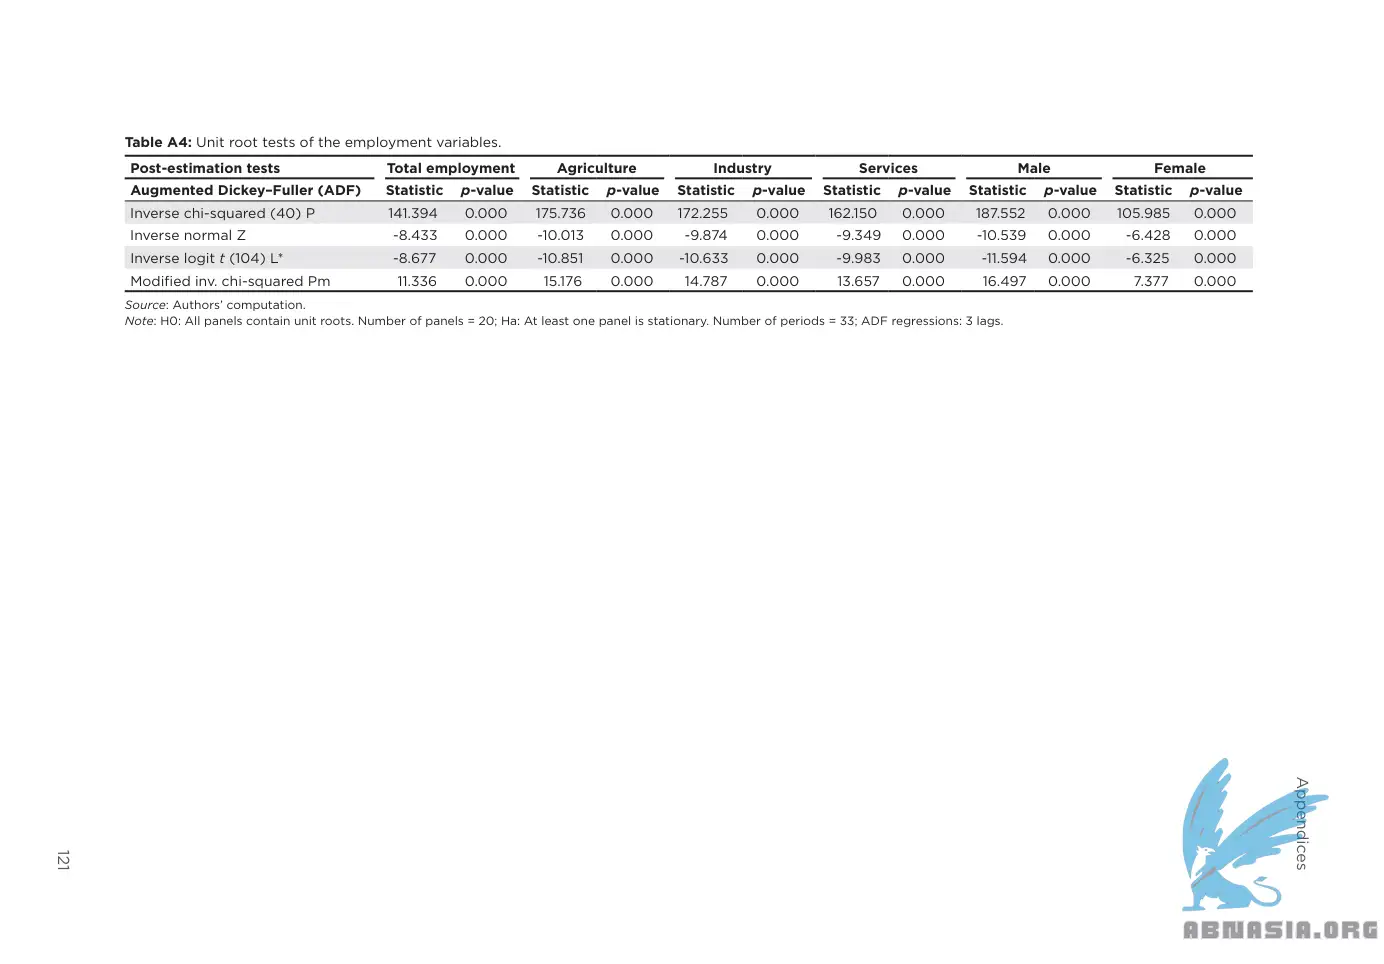 Table A4: Unit root tests of the employment variables.
Post-estimation tests Total employment Agriculture Industry Services Male Female
Augmented Dickey–Fuller (ADF) Statistic p-value Statistic p-value Statistic p-value Statistic p-value Statistic p-value Statistic p-value
Inverse chi-squared (40) P 141.394 0.000 175.736 0.000 172.255 0.000 162.150 0.000 187.552 0.000 105.985 0.000
Inverse normal Z -8.433 0.000 -10.013 0.000 -9.874 0.000 -9.349 0.000 -10.539 0.000 -6.428 0.000
Inverse logit t (104) L* -8.677 0.000 -10.851 0.000 -10.633 0.000 -9.983 0.000 -11.594 0.000 -6.325 0.000
Modified inv. chi-squared Pm 11.336 0.000 15.176 0.000 14.787 0.000 13.657 0.000 16.497 0.000 7.377 0.000
Source: Authors' computation.
Note: H0: All panels contain unit roots. Number of panels = 20; Ha: At least one panel is stationary. Number of periods = 33; ADF regressions: 3 lags.
Appendices
121
ABNASIA.ORG